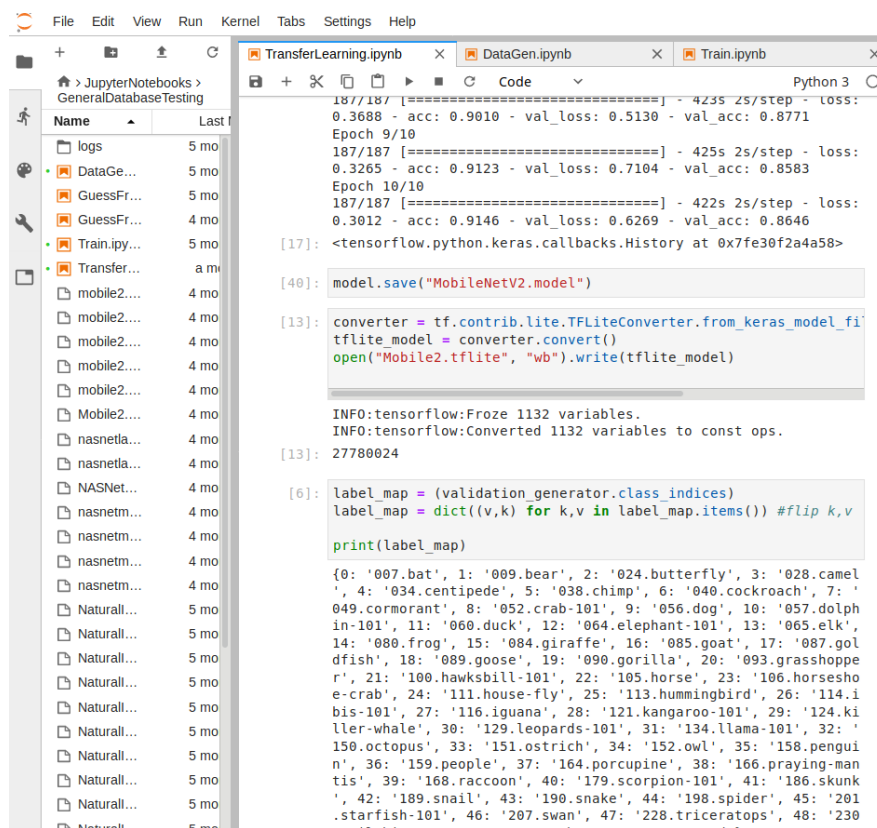 File Edit View Run Kernel Tabs Settings Help
JupyterNotebooks >
GeneralDatabaseTesting
Name Last
logs 5 mo
DataGe... 5 mo
GuessFr... 5 mo
GuessFr... 4 mo
Train.ipy... 5 mo
Transfer... a mo
mobile2.... 4 mo
mobile2.... 4 mo
mobile2.... 4 mo
mobile2.... 4 mo
mobile2.... 4 mo
Mobile2.... 4 mo
nasnetla... 4 mo
nasnetla... 4 mo
NASNet... 4 mo
nasnetm... 4 mo
nasnetm... 4 mo
nasnetm... 4 mo
nasnetm... 4 mo
NaturalI... 5 mo
NaturalI... 5 mo
NaturalI... 5 mo
NaturalI... 5 mo
NaturalI... 5 mo
NaturalI... 5 mo
NaturalI... 5 mo
NaturalI... 5 mo
NaturalI... 5 mo
TransferLearning.ipynb DataGen.ipynb Train.ipynb
Code Python 3
187/187 [==============================] - 423s 2s/step - loss:
0.3688 - acc: 0.9010 - val_loss: 0.5130 - val_acc: 0.8771
Epoch 9/10
187/187 [==============================] - 425s 2s/step - loss:
0.3265 - acc: 0.9123 - val_loss: 0.7104 - val_acc: 0.8583
Epoch 10/10
187/187 [==============================] - 422s 2s/step - loss:
0.3012 - acc: 0.9146 - val_loss: 0.6269 - val_acc: 0.8646
[17]: <tensorflow.python.keras.callbacks.History at 0x7fe30f2a4a58>
[40]: model.save("MobileNetV2.model")
[13]: converter = tf.contrib.lite.TFLiteConverter.from_keras_model_fi
tflite_model = converter.convert()
open("Mobile2.tflite", "wb").write(tflite_model)
INFO:tensorflow:Froze 1132 variables.
INFO:tensorflow:Converted 1132 variables to const ops.
[13]: 27780024
[6]: label_map = (validation_generator.class_indices)
label_map = dict((v,k) for k,v in label_map.items()) #flip k,v
print(label_map)
{0: '007.bat', 1: '009.bear', 2: '024.butterfly', 3: '028.camel
', 4: '034.centipede', 5: '038.chimp', 6: '040.cockroach', 7: '
049.cormorant', 8: '052.crab-101', 9: '056.dog', 10: '057.dolph
in-101', 11: '060.duck', 12: '064.elephant-101', 13: '065.elk',
14: '080.frog', 15: '084.giraffe', 16: '085.goat', 17: '087.gol
dfish', 18: '089.goose', 19: '090.gorilla', 20: '093.grasshoppe
r', 21: '100.hawksbill-101', 22: '105.horse', 23: '106.horsesho
e-crab', 24: '111.house-fly', 25: '113.hummingbird', 26: '114.i
bis-101', 27: '116.iguana', 28: '121.kangaroo-101', 29: '124.ki
ller-whale', 30: '129.leopards-101', 31: '134.llama-101', 32: '
150.octopus', 33: '151.ostrich', 34: '152.owl', 35: '158.pengui
n', 36: '159.people', 37: '164.porcupine', 38: '166.praying-man
tis', 39: '168.raccoon', 40: '179.scorpion-101', 41: '186.skunk
', 42: '189.snail', 43: '190.snake', 44: '198.spider', 45: '201
.starfish-101', 46: '207.swan', 47: '228.triceratops', 48: '230